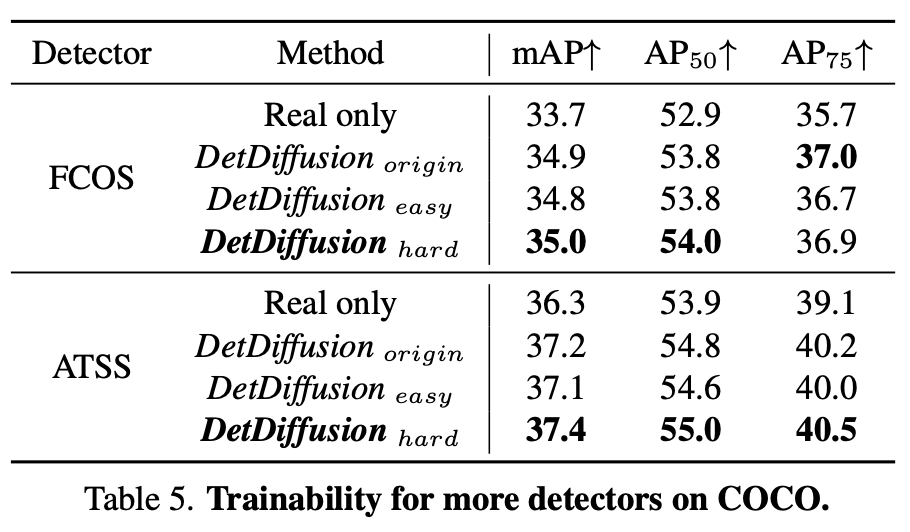 Detector Method mAP↑ AP50↑ AP75↑
Real only 33.7 52.9 35.7
DetDiffusion origin 34.9 53.8 37.0
FCOS
DetDiffusion easy 34.8 53.8 36.7
DetDiffusion hard 35.0 54.0 36.9
Real only 36.3 53.9 39.1
DetDiffusion origin 37.2 54.8 40.2
ATSS
DetDiffusion easy 37.1 54.6 40.0
DetDiffusion hard 37.4 55.0 40.5
Table 5. Trainability for more detectors on COCO.